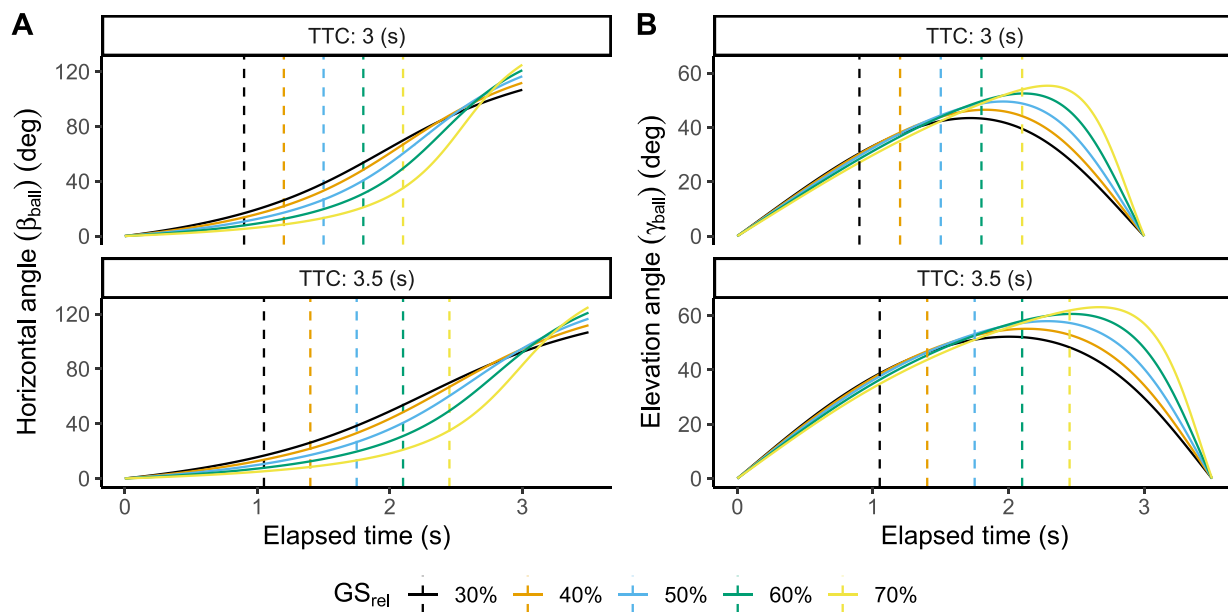 A
TTC: 3 (s)
120
80
40
0
TTC: 3.5 (s)
120
80
40
0
0 1 2 3
Horizontal angle (βball) (deg)
Elapsed time (s)
B
TTC: 3 (s)
60
40
20
0
TTC: 3.5 (s)
60
40
20
0
0 1 2 3
Elevation angle (γball) (deg)
Elapsed time (s)
GSrel 30% 40% 50% 60% 70%